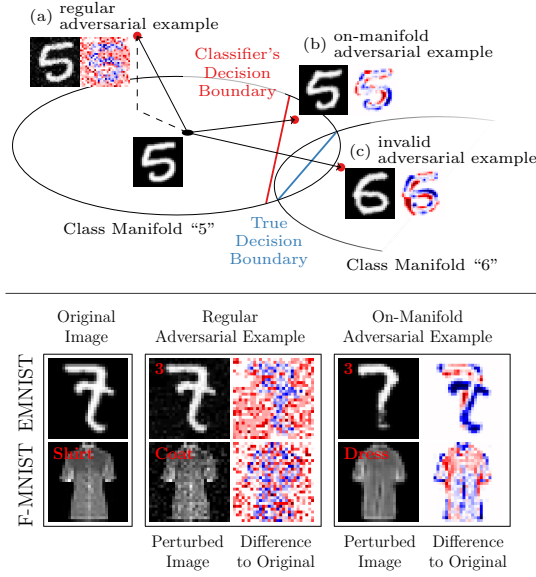 (a) regular
adversarial example
Classifier's
Decision
Boundary
(b) on-manifold
adversarial example
(c) invalid
adversarial example
Class Manifold “5”
True
Decision
Boundary
Class Manifold “6”
Original
Image
Regular
Adversarial Example
On-Manifold
Adversarial Example
EMNIST
3
3
F-MNIST
Shirt
Coat
Dress
Perturbed
Image
Difference
to Original
Perturbed
Image
Difference
to Original